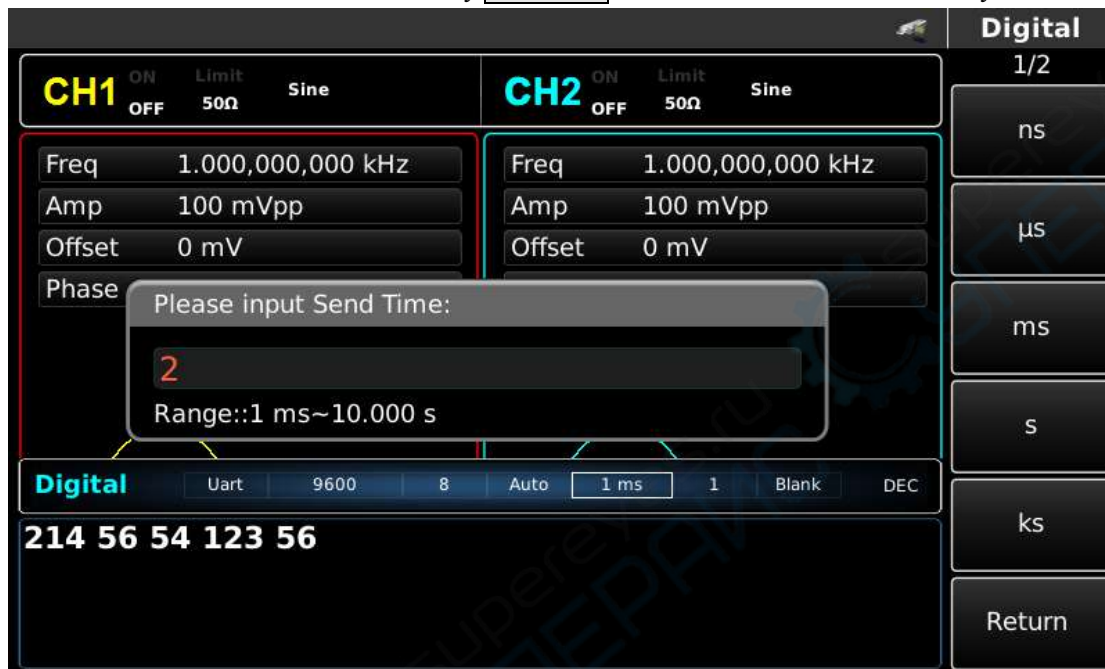 Digital
1/2
CH1 ON OFF Limit 50Ω Sine
CH2 ON OFF Limit 50Ω Sine
Freq 1.000,000,000 kHz
Amp 100 mVpp
Offset 0 mV
Phase
Freq 1.000,000,000 kHz
Amp 100 mVpp
Offset 0 mV
Please input Send Time:
2
Range::1 ms~10.000 s
Digital Uart 9600 8 Auto 1 ms 1 Blank DEC
214 56 54 123 56
ns
µs
ms
s
ks
Return